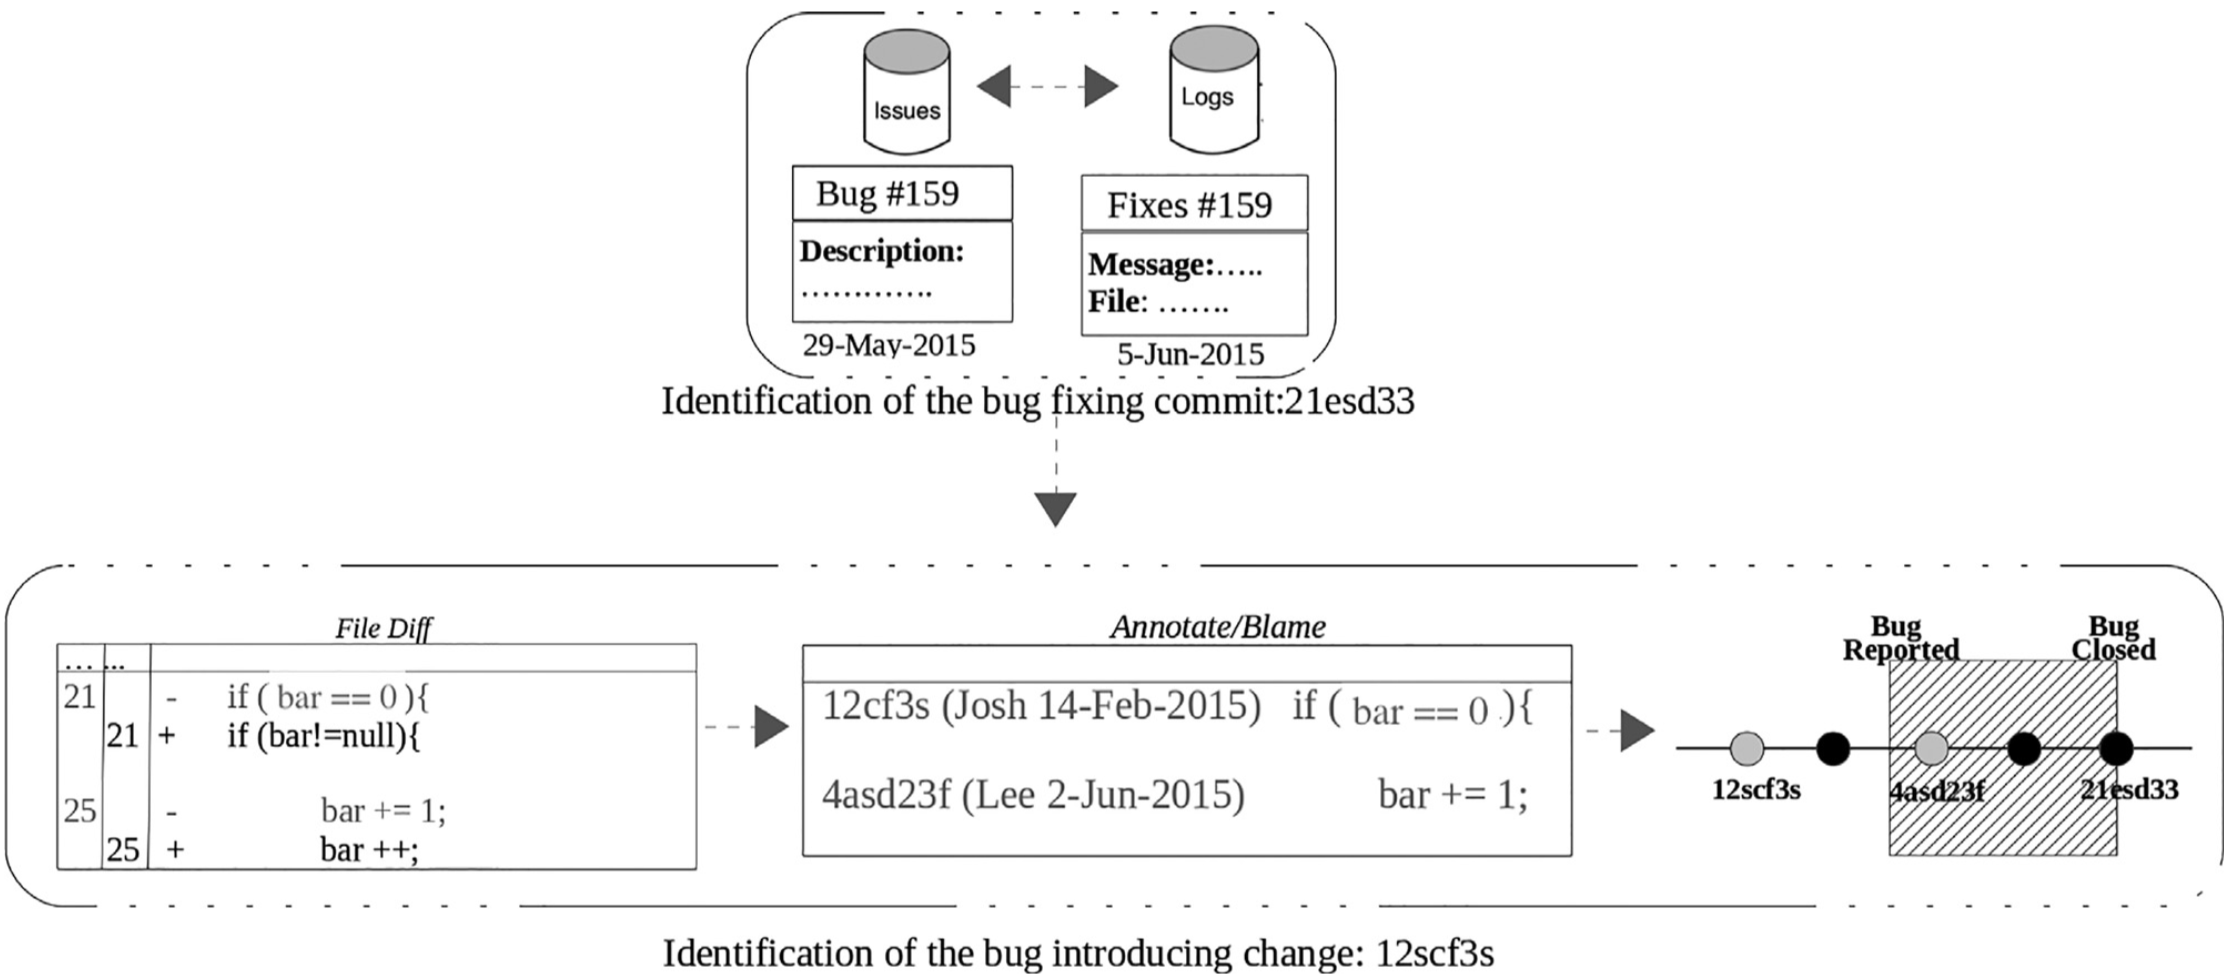 Issues
Logs
Bug #159
Description:
.............
29-May-2015
Fixes #159
Message:.....
File: .......
5-Jun-2015
Identification of the bug fixing commit:21esd33
File Diff
... ...
21 - if ( bar == 0 ){
21 + if (bar!=null){
25 - bar += 1;
25 + bar ++;
Annotate/Blame
12cf3s (Josh 14-Feb-2015) if ( bar == 0 ){
4asd23f (Lee 2-Jun-2015) bar += 1;
Bug
Reported
Bug
Closed
12scf3s
4asd23f
21esd33
Identification of the bug introducing change: 12scf3s